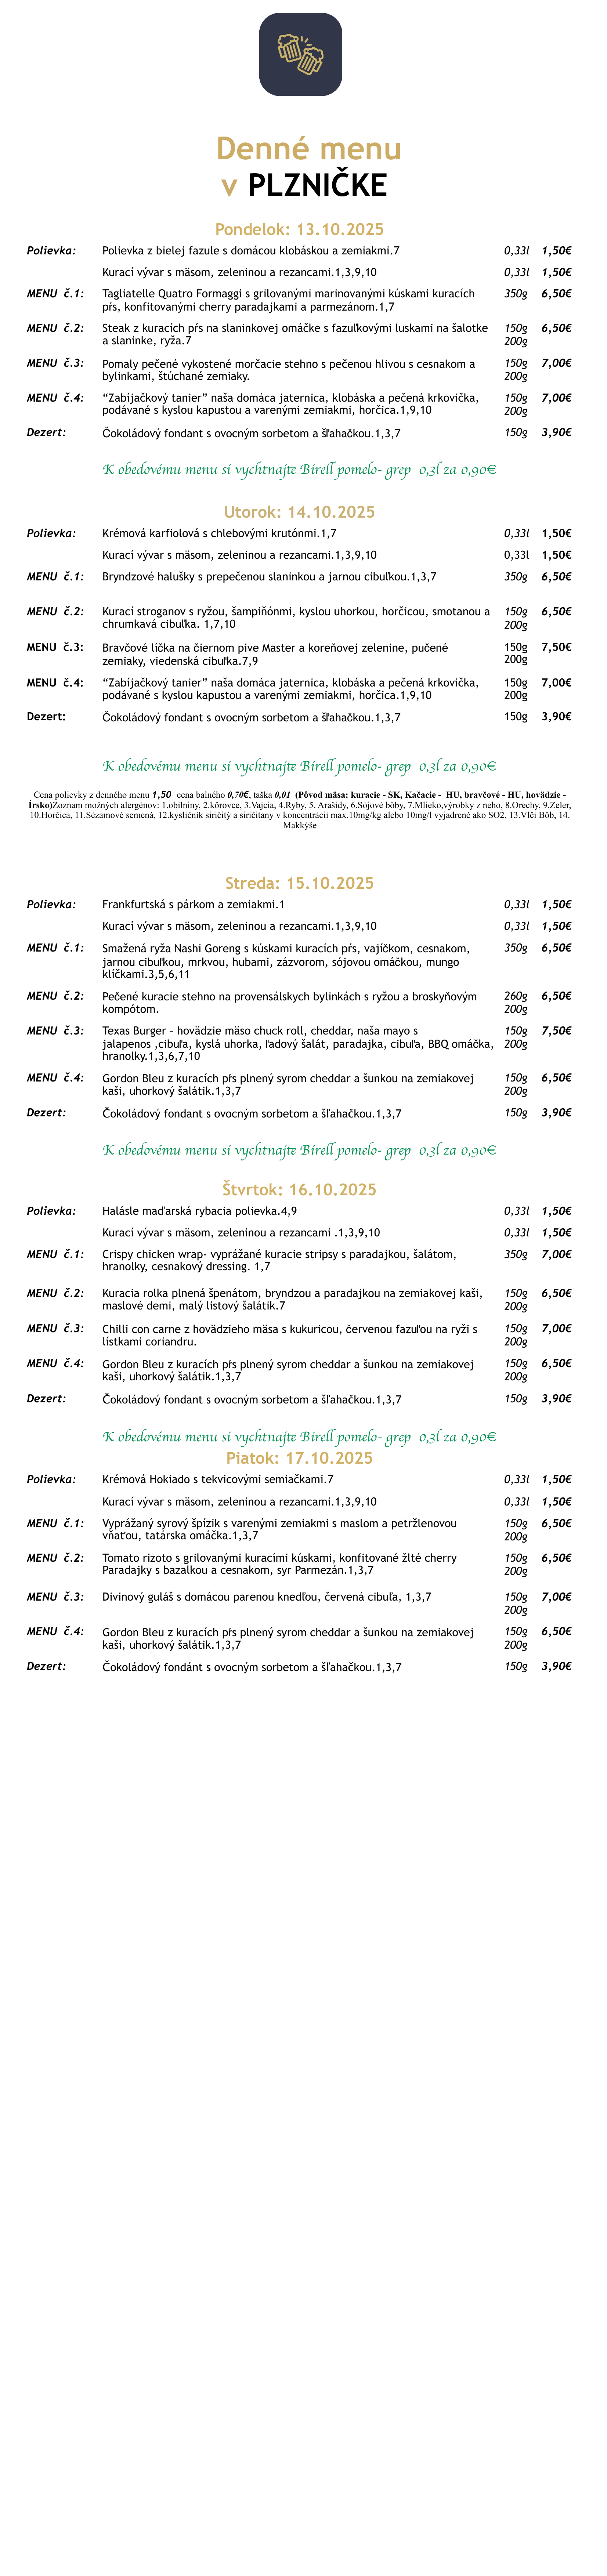 Denné menu
v PLZNIČKE
Pondelok: 13.10.2025
Polievka: Polievka z bielej fazule s domácou klobáskou a zemiakmi.7 0,33l 1,50€
Kurací vývar s mäsom, zeleninou a rezancami.1,3,9,10 0,33l 1,50€
MENU č.1: Tagliatelle Quatro Formaggi s grilovanými marinovanými kúskami kuracích 350g 6,50€
pŕs, konfitovanými cherry paradajkami a parmezánom.1,7
MENU č.2: Steak z kuracích pŕs na slaninkovej omáčke s fazuľkovými luskami na šalotke 150g 6,50€
a slaninke, ryža.7 200g
MENU č.3: Pomaly pečené vykostené morčacie stehno s pečenou hlivou s cesnakom a 150g 7,00€
bylinkami, štúchané zemiaky. 200g
MENU č.4: “Zabíjačkový tanier” naša domáca jaternica, klobáska a pečená krkovička, 150g 7,00€
podávané s kyslou kapustou a varenými zemiakmi, horčica.1,9,10 200g
Dezert: Čokoládový fondant s ovocným sorbetom a šľahačkou.1,3,7 150g 3,90€
K obedovému menu si vychtnajte Birell pomelo- grep 0,3l za 0,90€
Utorok: 14.10.2025
Polievka: Krémová karfiolová s chlebovými krutónmi.1,7 0,33l 1,50€
Kurací vývar s mäsom, zeleninou a rezancami.1,3,9,10 0,33l 1,50€
MENU č.1: Bryndzové halušky s prepečenou slaninkou a jarnou cibuľkou.1,3,7 350g 6,50€
MENU č.2: Kurací stroganov s ryžou, šampiňónmi, kyslou uhorkou, horčicou, smotanou a 150g 6,50€
chrumkavá cibuľka. 1,7,10 200g
MENU č.3: Bravčové líčka na čiernom pive Master a koreňovej zelenine, pučené 150g 7,50€
zemiaky, viedenská cibuľka.7,9 200g
MENU č.4: “Zabíjačkový tanier” naša domáca jaternica, klobáska a pečená krkovička, 150g 7,00€
podávané s kyslou kapustou a varenými zemiakmi, horčica.1,9,10 200g
Dezert: Čokoládový fondant s ovocným sorbetom a šľahačkou.1,3,7 150g 3,90€
K obedovému menu si vychtnajte Birell pomelo- grep 0,3l za 0,90€
Cena polievky z denného menu 1,50 cena balného 0,70€, taška 0,01 (Pôvod mäsa: kuracie - SK, Kačacie - HU, bravčové - HU, hovädzie -
Írsko)Zoznam možných alergénov: 1.obilniny, 2.kôrovce, 3.Vajcia, 4.Ryby, 5. Arašidy, 6.Sójové bôby, 7.Mlieko,výrobky z neho, 8.Orechy, 9.Zeler,
10.Horčica, 11.Sézamové semená, 12.kysličník siričitý a siričitany v koncentrácií max.10mg/kg alebo 10mg/l vyjadrené ako SO2, 13.Vlčí Bôb, 14.
Makkýše
Streda: 15.10.2025
Polievka: Frankfurtská s párkom a zemiakmi.1 0,33l 1,50€
Kurací vývar s mäsom, zeleninou a rezancami.1,3,9,10 0,33l 1,50€
MENU č.1: Smažená ryža Nashi Goreng s kúskami kuracích pŕs, vajíčkom, cesnakom, 350g 6,50€
jarnou cibuľkou, mrkvou, hubami, zázvorom, sójovou omáčkou, mungo
klíčkami.3,5,6,11
MENU č.2: Pečené kuracie stehno na provensálskych bylinkách s ryžou a broskyňovým 260g 6,50€
kompótom. 200g
MENU č.3: Texas Burger – hovädzie mäso chuck roll, cheddar, naša mayo s 150g 7,50€
jalapenos ,cibuľa, kyslá uhorka, ľadový šalát, paradajka, cibuľa, BBQ omáčka, 200g
hranolky.1,3,6,7,10
MENU č.4: Gordon Bleu z kuracích pŕs plnený syrom cheddar a šunkou na zemiakovej 150g 6,50€
kaši, uhorkový šalátik.1,3,7 200g
Dezert: Čokoládový fondant s ovocným sorbetom a šľahačkou.1,3,7 150g 3,90€
K obedovému menu si vychtnajte Birell pomelo- grep 0,3l za 0,90€
Štvrtok: 16.10.2025
Polievka: Halásle maďarská rybacia polievka.4,9 0,33l 1,50€
Kurací vývar s mäsom, zeleninou a rezancami .1,3,9,10 0,33l 1,50€
MENU č.1: Crispy chicken wrap- vyprážané kuracie stripsy s paradajkou, šalátom, 350g 7,00€
hranolky, cesnakový dressing. 1,7
MENU č.2: Kuracia rolka plnená špenátom, bryndzou a paradajkou na zemiakovej kaši, 150g 6,50€
maslové demi, malý listový šalátik.7 200g
MENU č.3: Chilli con carne z hovädzieho mäsa s kukuricou, červenou fazuľou na ryži s 150g 7,00€
lístkami coriandru. 200g
MENU č.4: Gordon Bleu z kuracích pŕs plnený syrom cheddar a šunkou na zemiakovej 150g 6,50€
kaši, uhorkový šalátik.1,3,7 200g
Dezert: Čokoládový fondant s ovocným sorbetom a šľahačkou.1,3,7 150g 3,90€
K obedovému menu si vychtnajte Birell pomelo- grep 0,3l za 0,90€
Piatok: 17.10.2025
Polievka: Krémová Hokiado s tekvicovými semiačkami.7 0,33l 1,50€
Kurací vývar s mäsom, zeleninou a rezancami.1,3,9,10 0,33l 1,50€
MENU č.1: Vyprážaný syrový špízik s varenými zemiakmi s maslom a petržlenovou 150g 6,50€
vňaťou, tatárska omáčka.1,3,7 200g
MENU č.2: Tomato rizoto s grilovanými kuracími kúskami, konfitované žlté cherry 150g 6,50€
Paradajky s bazalkou a cesnakom, syr Parmezán.1,3,7 200g
MENU č.3: Divinový guláš s domácou parenou knedľou, červená cibuľa, 1,3,7 150g 7,00€
200g
MENU č.4: Gordon Bleu z kuracích pŕs plnený syrom cheddar a šunkou na zemiakovej 150g 6,50€
kaši, uhorkový šalátik.1,3,7 200g
Dezert: Čokoládový fondánt s ovocným sorbetom a šľahačkou.1,3,7 150g 3,90€